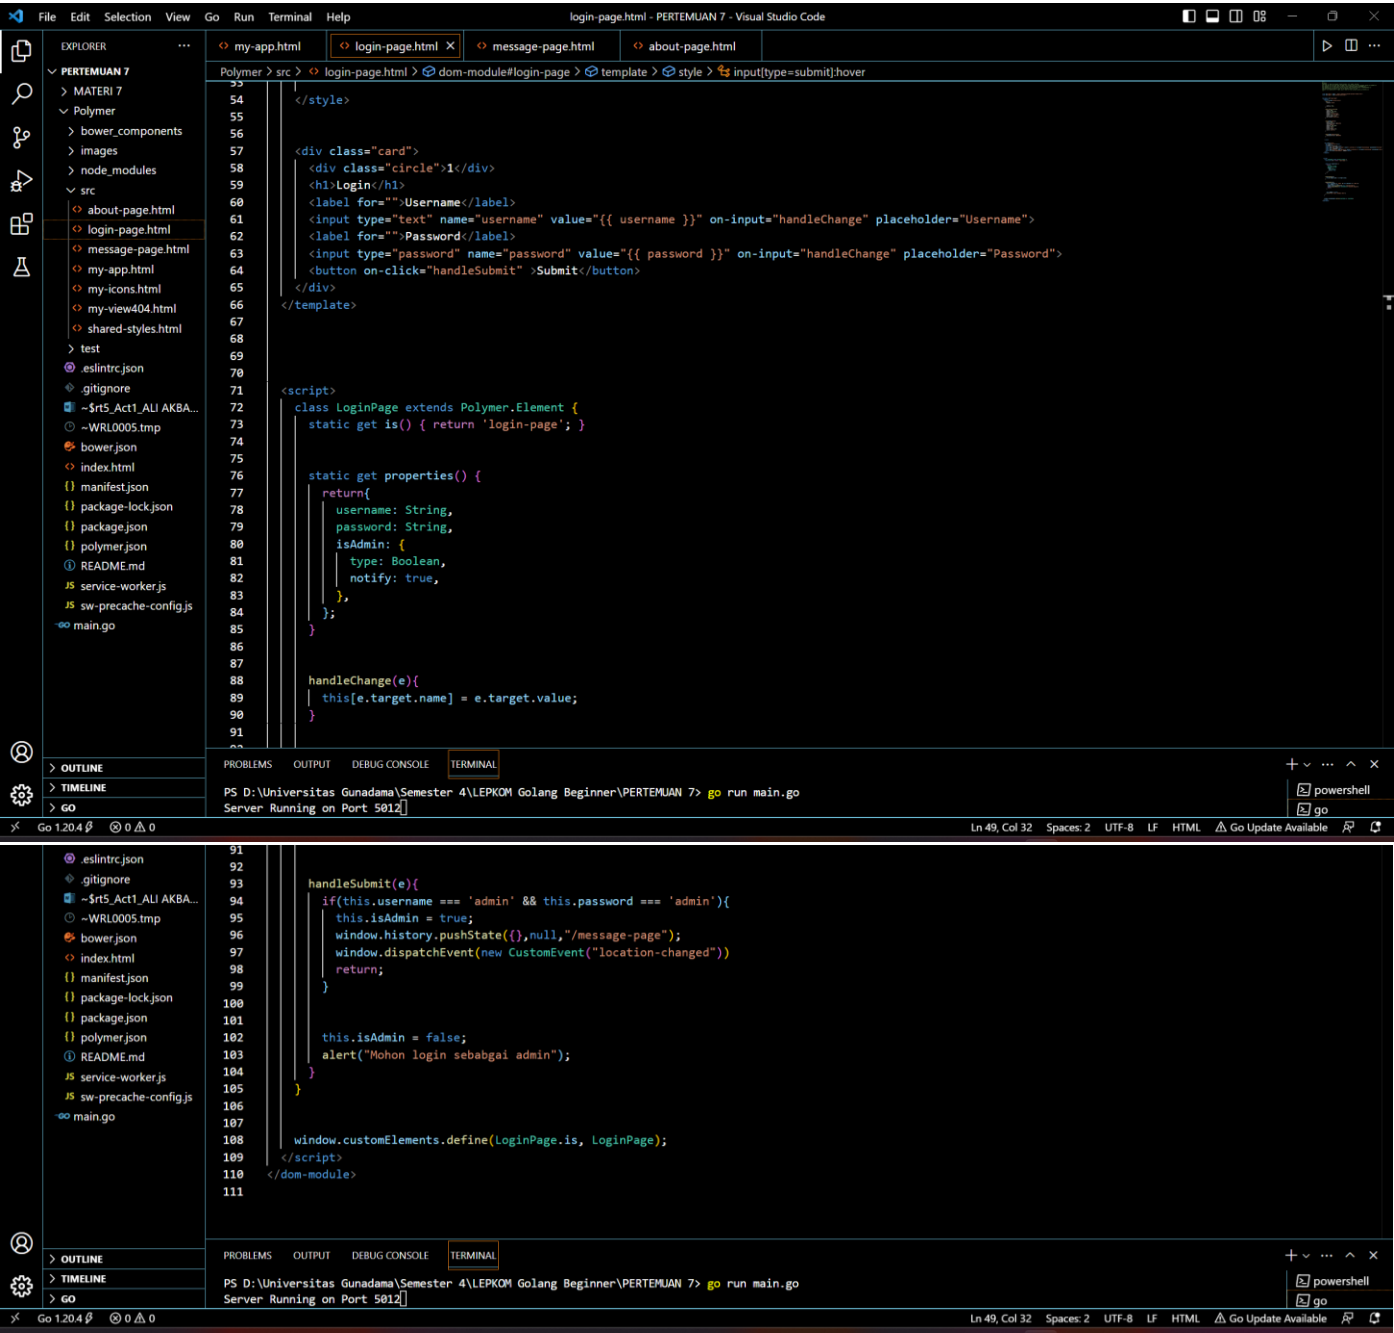 File Edit Selection View Go Run Terminal Help
login-page.html - PERTEMUAN 7 - Visual Studio Code
EXPLORER
PERTEMUAN 7
> MATERI 7
Polymer
> bower_components
> images
> node_modules
src
<> about-page.html
<> login-page.html
<> message-page.html
<> my-app.html
<> my-icons.html
<> my-view404.html
<> shared-styles.html
> test
.eslintrc.json
.gitignore
~$rt5_Act1_ALI AKBA...
~WRL0005.tmp
bower.json
<> index.html
{} manifest.json
{} package-lock.json
{} package.json
{} polymer.json
README.md
JS service-worker.js
JS sw-precache-config.js
GO main.go
> OUTLINE
> TIMELINE
> GO
<> my-app.html <> login-page.html <> message-page.html <> about-page.html
Polymer > src > <> login-page.html > dom-module#login-page > template > style > input[type=submit]:hover
53
54 </style>
55
56
57 <div class="card">
58 <div class="circle">1</div>
59 <h1>Login</h1>
60 <label for="">Username</label>
61 <input type="text" name="username" value="{{ username }}" on-input="handleChange" placeholder="Username">
62 <label for="">Password</label>
63 <input type="password" name="password" value="{{ password }}" on-input="handleChange" placeholder="Password">
64 <button on-click="handleSubmit" >Submit</button>
65 </div>
66 </template>
67
68
69
70
71 <script>
72 class LoginPage extends Polymer.Element {
73 static get is() { return 'login-page'; }
74
75
76 static get properties() {
77 return{
78 username: String,
79 password: String,
80 isAdmin: {
81 type: Boolean,
82 notify: true,
83 },
84 };
85 }
86
87
88 handleChange(e){
89 this[e.target.name] = e.target.value;
90 }
91
PROBLEMS OUTPUT DEBUG CONSOLE TERMINAL
PS D:\Universitas Gunadama\Semester 4\LEPKOM Golang Beginner\PERTEMUAN 7> go run main.go
Server Running on Port 5012
powershell
go
Go 1.20.4 0 0
Ln 49, Col 32 Spaces: 2 UTF-8 LF HTML Go Update Available
.eslintrc.json
.gitignore
~$rt5_Act1_ALI AKBA...
~WRL0005.tmp
bower.json
<> index.html
{} manifest.json
{} package-lock.json
{} package.json
{} polymer.json
README.md
JS service-worker.js
JS sw-precache-config.js
GO main.go
> OUTLINE
> TIMELINE
> GO
91
92
93 handleSubmit(e){
94 if(this.username === 'admin' && this.password === 'admin'){
95 this.isAdmin = true;
96 window.history.pushState({},null,"/message-page");
97 window.dispatchEvent(new CustomEvent("location-changed"))
98 return;
99 }
100
101
102 this.isAdmin = false;
103 alert("Mohon login sebabgai admin");
104 }
105 }
106
107
108 window.customElements.define(LoginPage.is, LoginPage);
109 </script>
110 </dom-module>
111
PROBLEMS OUTPUT DEBUG CONSOLE TERMINAL
PS D:\Universitas Gunadama\Semester 4\LEPKOM Golang Beginner\PERTEMUAN 7> go run main.go
Server Running on Port 5012
powershell
go
Go 1.20.4 0 0
Ln 49, Col 32 Spaces: 2 UTF-8 LF HTML Go Update Available